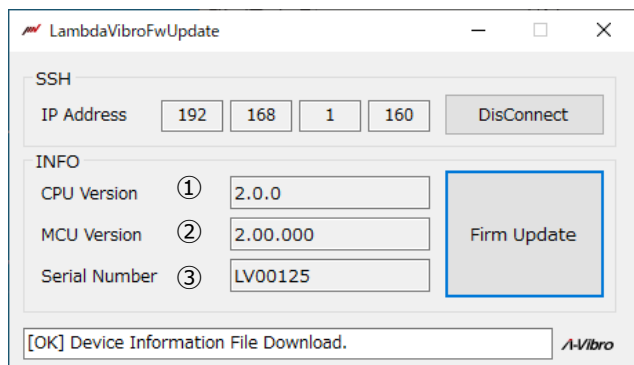 LambdaVibroFwUpdate
SSH
IP Address 192 168 1 160 DisConnect
INFO
CPU Version ① 2.0.0
MCU Version ② 2.00.000 Firm Update
Serial Number ③ LV00125
[OK] Device Information File Download. Λ-Vibro